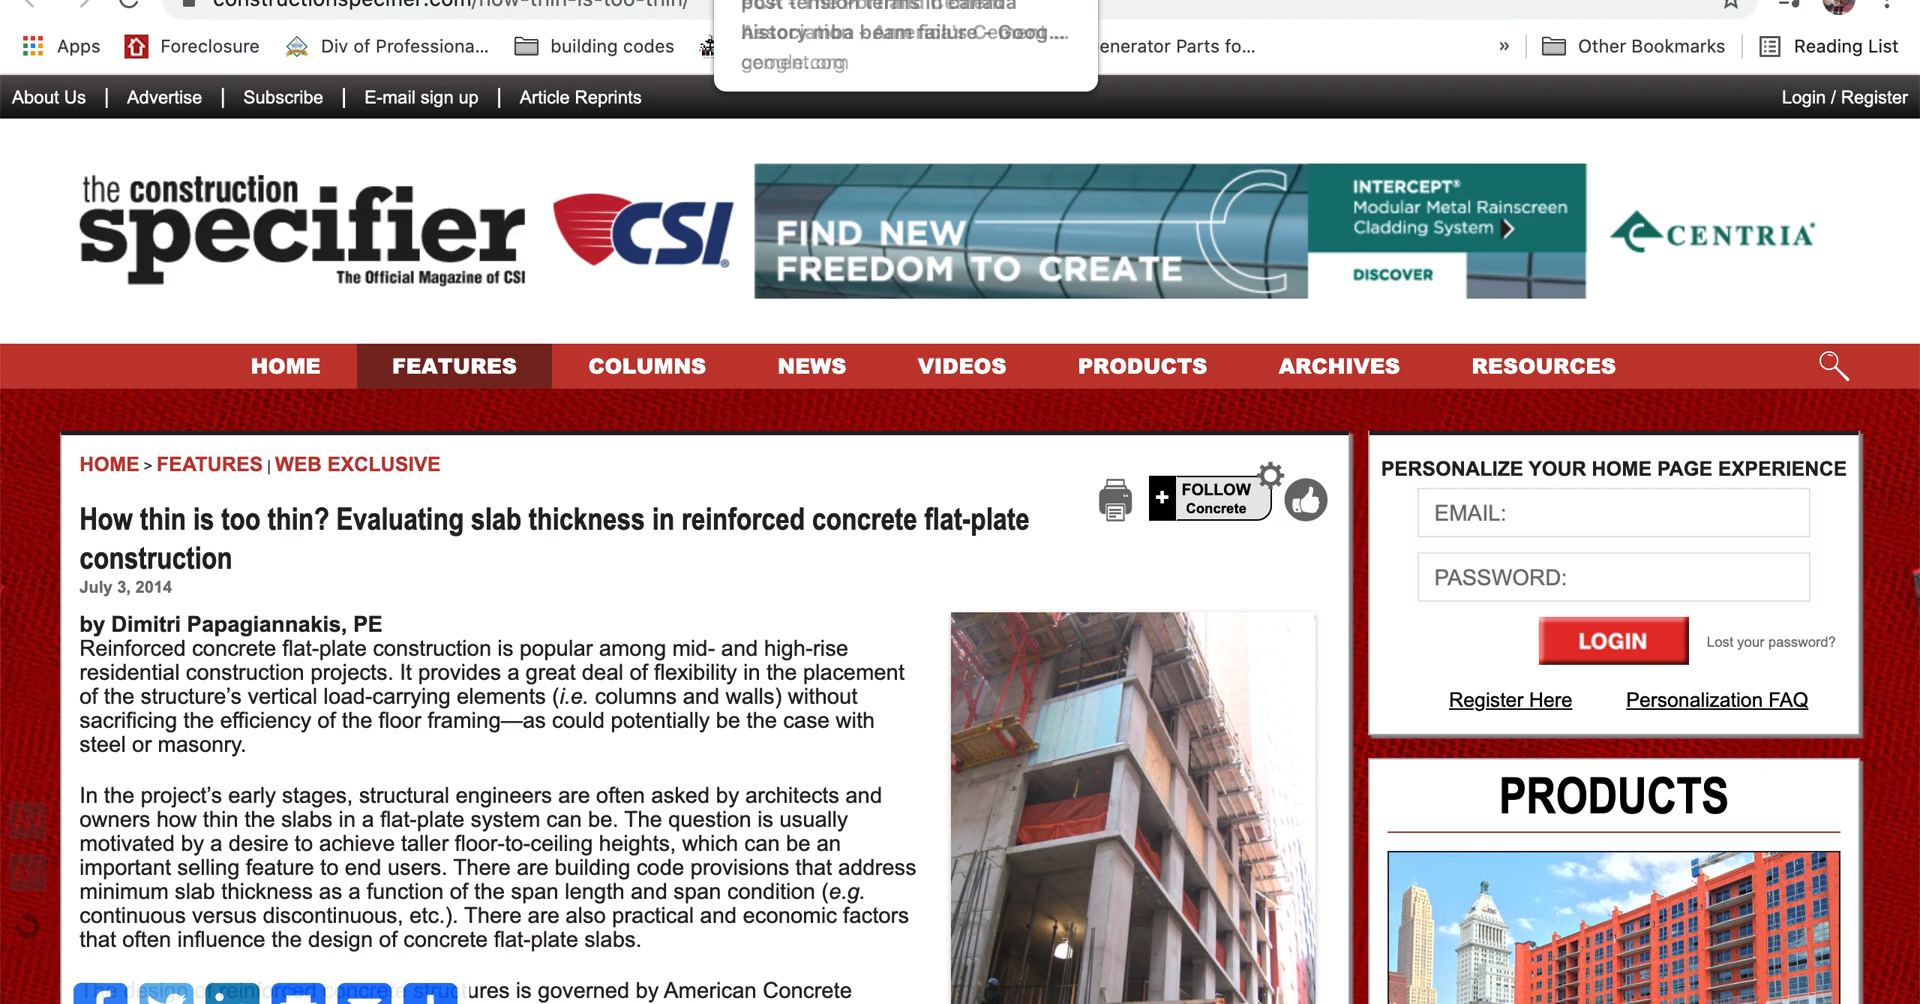 constructionspecifier.com/how-thin-is-too-thin/
Apps
Foreclosure
Div of Professiona...
building codes
enerator Parts fo...
»
Other Bookmarks
Reading List
About Us | Advertise | Subscribe | E-mail sign up | Article Reprints
Login / Register
the construction
specifier
The Official Magazine of CSI
CSI
FIND NEW
FREEDOM TO CREATE
INTERCEPT®
Modular Metal Rainscreen
Cladding System
DISCOVER
CENTRIA
HOME
FEATURES
COLUMNS
NEWS
VIDEOS
PRODUCTS
ARCHIVES
RESOURCES
HOME > FEATURES | WEB EXCLUSIVE
+ FOLLOW
Concrete
How thin is too thin? Evaluating slab thickness in reinforced concrete flat-plate
construction
July 3, 2014
by Dimitri Papagiannakis, PE
Reinforced concrete flat-plate construction is popular among mid- and high-rise
residential construction projects. It provides a great deal of flexibility in the placement
of the structure’s vertical load-carrying elements (i.e. columns and walls) without
sacrificing the efficiency of the floor framing—as could potentially be the case with
steel or masonry.
In the project’s early stages, structural engineers are often asked by architects and
owners how thin the slabs in a flat-plate system can be. The question is usually
motivated by a desire to achieve taller floor-to-ceiling heights, which can be an
important selling feature to end users. There are building code provisions that address
minimum slab thickness as a function of the span length and span condition (e.g.
continuous versus discontinuous, etc.). There are also practical and economic factors
that often influence the design of concrete flat-plate slabs.
The design of reinforced concrete structures is governed by American Concrete
PERSONALIZE YOUR HOME PAGE EXPERIENCE
EMAIL:
PASSWORD:
LOGIN
Lost your password?
Register Here
Personalization FAQ
PRODUCTS